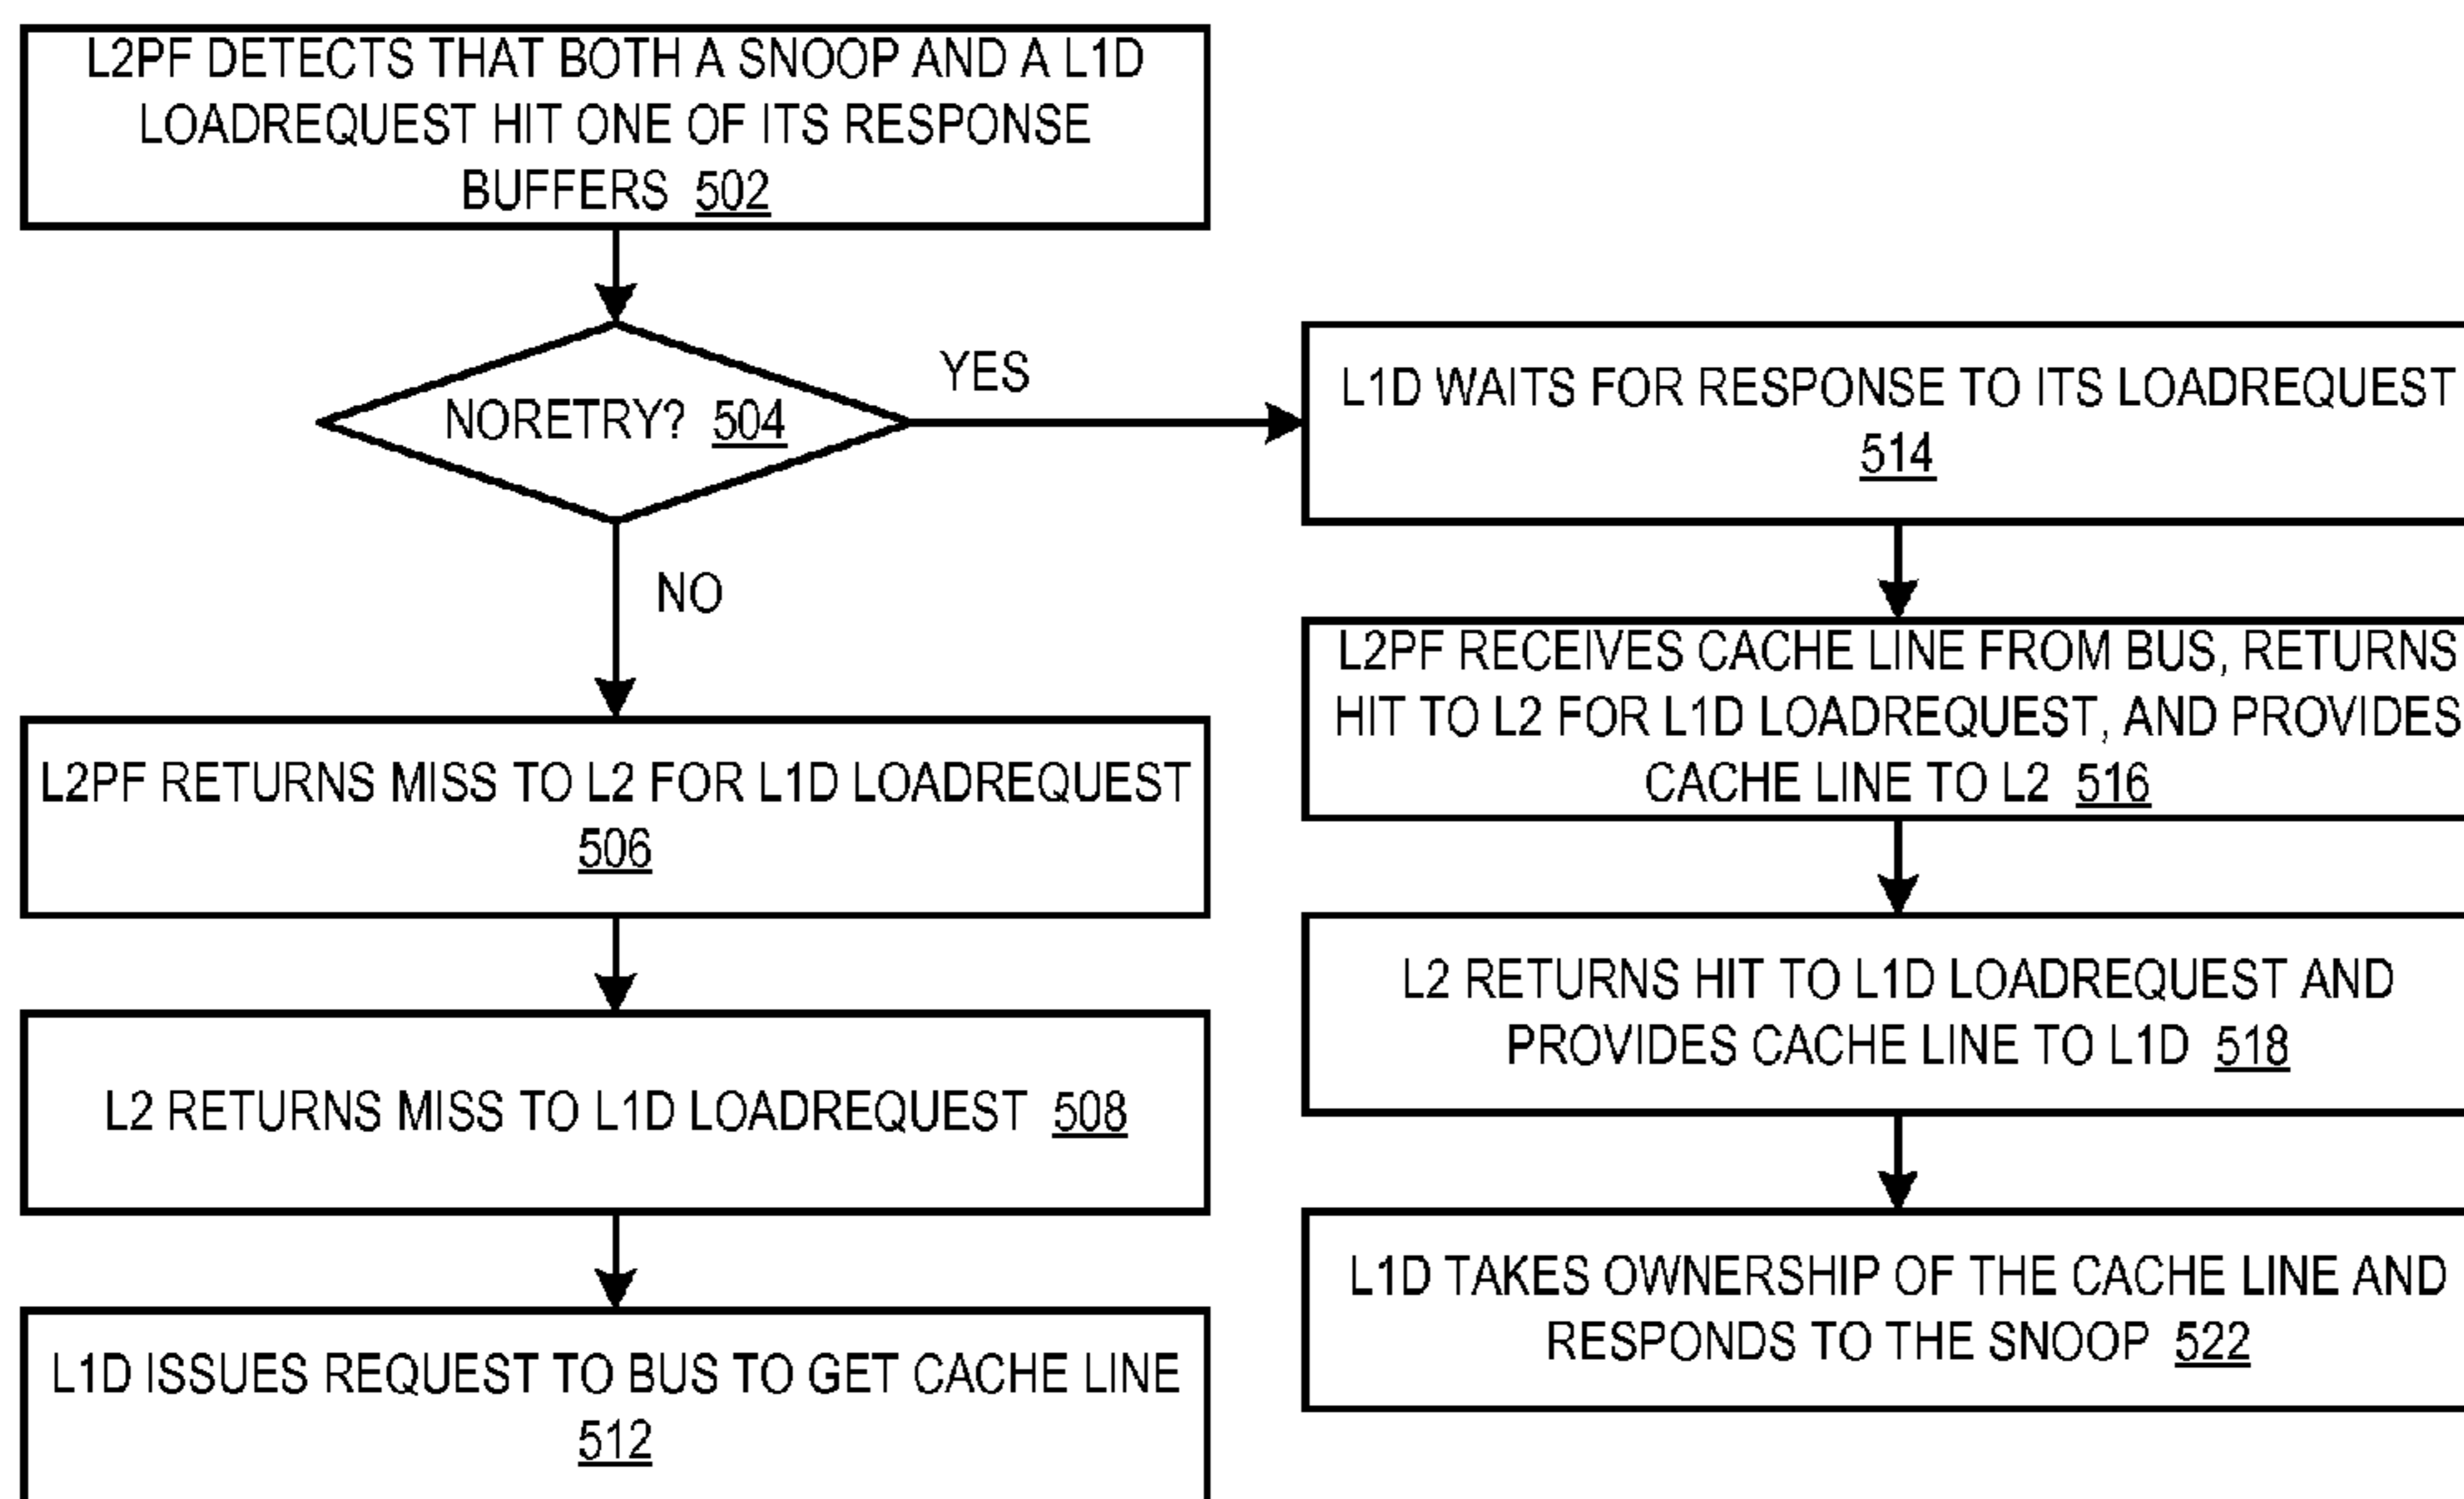 L2PF DETECTS THAT BOTH A SNOOP AND A L1D
LOADREQUEST HIT ONE OF ITS RESPONSE
BUFFERS 502
NORETRY? 504
YES
NO
L2PF RETURNS MISS TO L2 FOR L1D LOADREQUEST
506
L2 RETURNS MISS TO L1D LOADREQUEST 508
L1D ISSUES REQUEST TO BUS TO GET CACHE LINE
512
L1D WAITS FOR RESPONSE TO ITS LOADREQUEST
514
L2PF RECEIVES CACHE LINE FROM BUS, RETURNS
HIT TO L2 FOR L1D LOADREQUEST, AND PROVIDES
CACHE LINE TO L2 516
L2 RETURNS HIT TO L1D LOADREQUEST AND
PROVIDES CACHE LINE TO L1D 518
L1D TAKES OWNERSHIP OF THE CACHE LINE AND
RESPONDS TO THE SNOOP 522